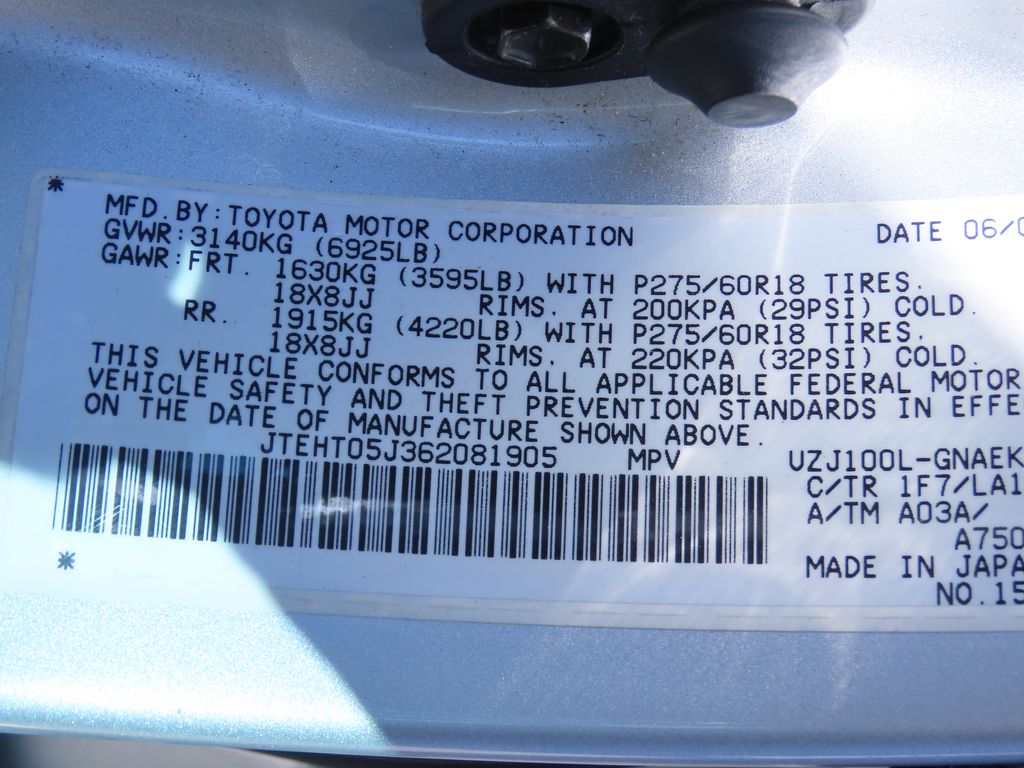 MFD.BY:TOYOTA MOTOR CORPORATION DATE 06/0
GVWR:3140KG (6925LB)
GAWR:FRT. 1630KG (3595LB) WITH P275/60R18 TIRES.
18X8JJ RIMS. AT 200KPA (29PSI) COLD.
RR. 1915KG (4220LB) WITH P275/60R18 TIRES.
18X8JJ RIMS. AT 220KPA (32PSI) COLD.
THIS VEHICLE CONFORMS TO ALL APPLICABLE FEDERAL MOTOR
VEHICLE SAFETY AND THEFT PREVENTION STANDARDS IN EFFE
ON THE DATE OF MANUFACTURE SHOWN ABOVE.
JTEHT05J362081905 MPV UZJ100L-GNAEK
C/TR 1F7/LA1
A/TM A03A/
A750
MADE IN JAPA
NO.15